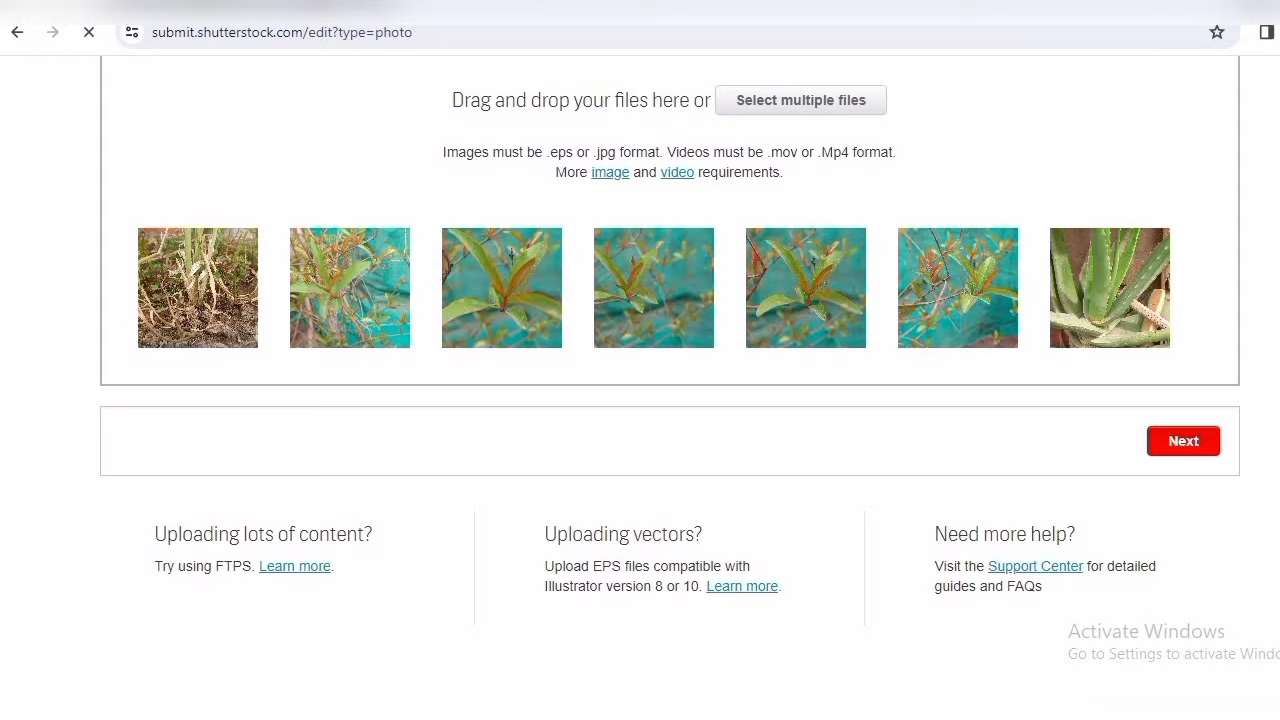 submit.shutterstock.com/edit?type=photo
Drag and drop your files here or Select multiple files
Images must be .eps or .jpg format. Videos must be .mov or .Mp4 format.
More image and video requirements.
Next
Uploading lots of content?
Try using FTPS. Learn more.
Uploading vectors?
Upload EPS files compatible with
Illustrator version 8 or 10. Learn more.
Need more help?
Visit the Support Center for detailed
guides and FAQs
Activate Windows
Go to Settings to activate Windo